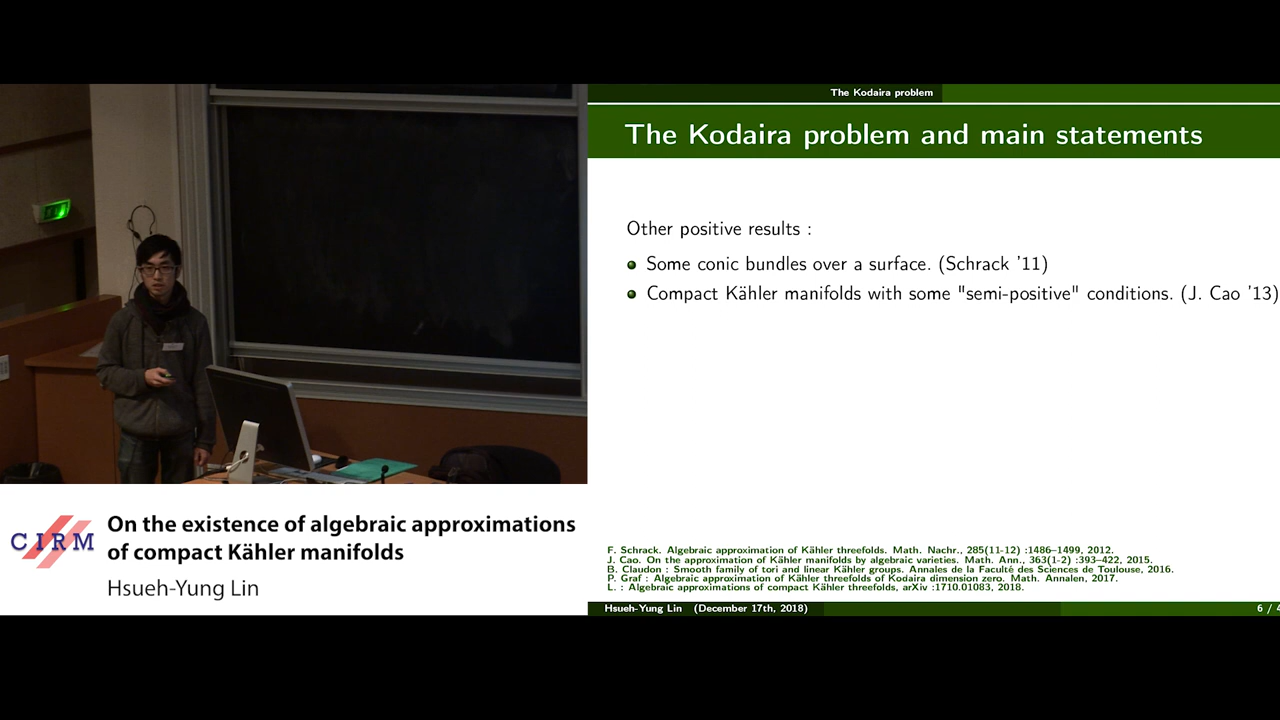 The Kodaira problem
The Kodaira problem and main statements
Other positive results :
Some conic bundles over a surface. (Schrack '11)
Compact Kähler manifolds with some "semi-positive" conditions. (J. Cao '13)
F. Schrack. Algebraic approximation of Kähler threefolds. Math. Nachr., 285(11-12) :1486–1499, 2012.
J. Cao. On the approximation of Kähler manifolds by algebraic varieties. Math. Ann., 363(1-2) :393–422, 2015.
B. Claudon : Smooth family of tori and linear Kähler groups. Annales de la Faculté des Sciences de Toulouse, 2016.
P. Graf : Algebraic approximation of Kähler threefolds of Kodaira dimension zero. Math. Annalen, 2017.
L. : Algebraic approximations of compact Kähler threefolds, arXiv :1710.01083, 2018.
Hsueh-Yung Lin (December 17th, 2018)
6 / 4
CIRM
On the existence of algebraic approximations
of compact Kähler manifolds
Hsueh-Yung Lin